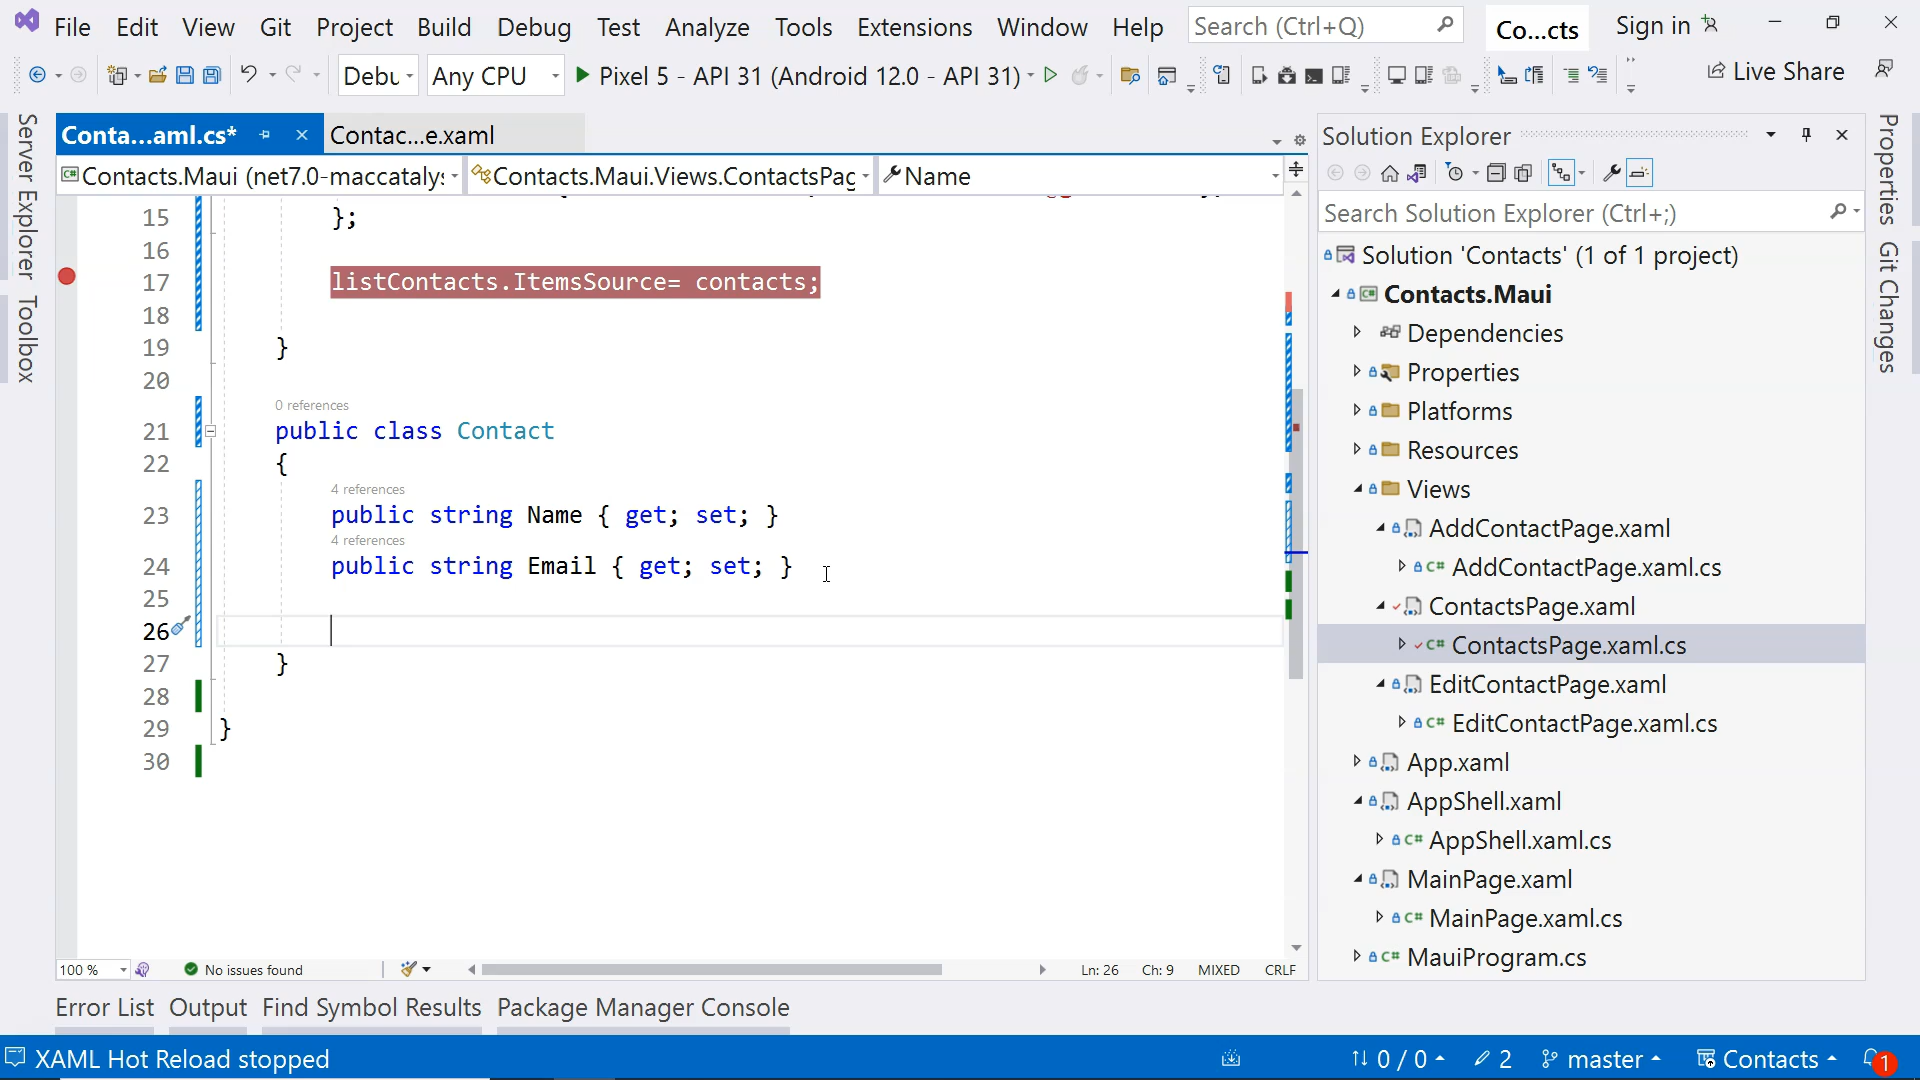 File Edit View Git Project Build Debug Test Analyze Tools Extensions Window Help Search (Ctrl+Q) Co...cts Sign in
Debu Any CPU Pixel 5 - API 31 (Android 12.0 - API 31) Live Share
Server Explorer
Toolbox
Conta...aml.cs* Contac...e.xaml
Contacts.Maui (net7.0-maccataly Contacts.Maui.Views.ContactsPag Name
15 };
16
17 listContacts.ItemsSource= contacts;
18
19 }
20
0 references
21 public class Contact
22 {
4 references
23 public string Name { get; set; }
4 references
24 public string Email { get; set; }
25
26
27 }
28
29 }
30
100 % No issues found Ln: 26 Ch: 9 MIXED CRLF
Solution Explorer
Search Solution Explorer (Ctrl+;)
Solution 'Contacts' (1 of 1 project)
Contacts.Maui
Dependencies
Properties
Platforms
Resources
Views
AddContactPage.xaml
C# AddContactPage.xaml.cs
ContactsPage.xaml
C# ContactsPage.xaml.cs
EditContactPage.xaml
C# EditContactPage.xaml.cs
App.xaml
AppShell.xaml
C# AppShell.xaml.cs
MainPage.xaml
C# MainPage.xaml.cs
C# MauiProgram.cs
Properties
Git Changes
Error List Output Find Symbol Results Package Manager Console
XAML Hot Reload stopped 0 / 0 2 master Contacts 1